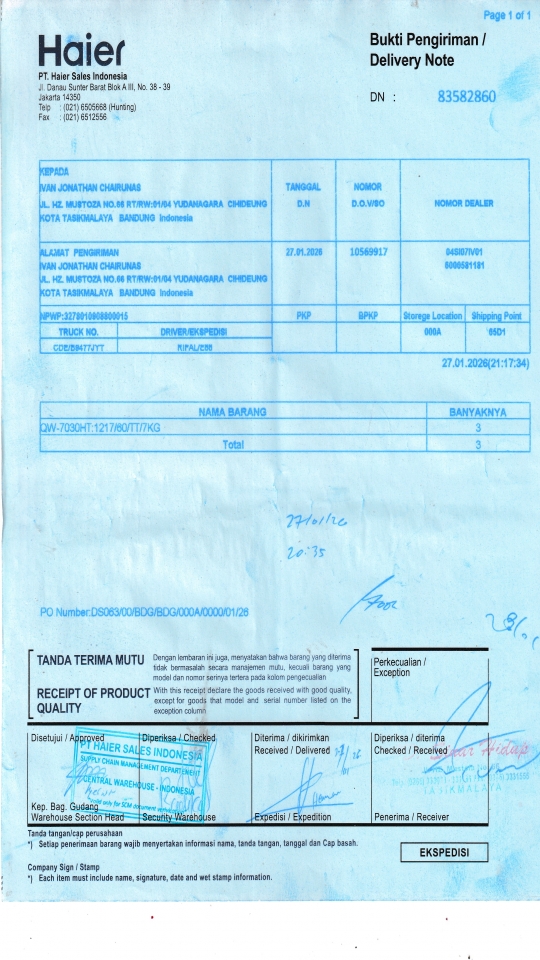 Page 1 of 1
Haier
Bukti Pengiriman /
Delivery Note
PT. Haier Sales Indonesia
Jl. Danau Sunter Barat Blok A III, No. 38 - 39
Jakarta 14350
Telp : (021) 6505668 (Hunting)
Fax : (021) 6512556
DN : 83582860
KEPADA
IVAN JONATHAN CHAIRUNAS
JL. HZ. MUSTOZA NO.66 RT/RW:01/04 YUDANAGARA CIHIDEUNG
KOTA TASIKMALAYA BANDUNG Indonesia
TANGGAL
D.N
NOMOR
D.O.V/SO
NOMOR DEALER
ALAMAT PENGIRIMAN
IVAN JONATHAN CHAIRUNAS
JL. HZ. MUSTOZA NO.66 RT/RW:01/04 YUDANAGARA CIHIDEUNG
KOTA TASIKMALAYA BANDUNG Indonesia
27.01.2026
10569917
04SI07IV01
6000581181
PKP
BPKP
Storege Location
Shipping Point
TRUCK NO.
DRIVER/EKSPEDISI
000A
65D1
27.01.2026(21:17:34)
NAMA BARANG BANYAKNYA
QW-7030HT:1217/60/TT/7KG 3
Total 3
27/01/26
20:35
PO Number:DS063/00/BDG/BDG/000A/0000/01/26
TANDA TERIMA MUTU
Dengan lembaran ini juga, menyatakan bahwa barang yang diterima
tidak bermasalah secara manajemen mutu, kecuali barang yang
model dan nomor serinya tertera pada kolom pengecualian
RECEIPT OF PRODUCT
QUALITY
With this receipt declare the goods received with good quality,
except for goods that model and serial number listed on the
exception column
Perkecualian /
Exception
Disetujui / Approved
Diperiksa / Checked
Diterima / dikirimkan
Received / Delivered
Diperiksa / diterima
Checked / Received
PT HAIER SALES INDONESIA
SUPPLY CHAIN MANAGEMENT DEPARTEMENT
CENTRAL WAREHOUSE - INDONESIA
Sinar Hidup
TASIKMALAYA
Kep. Bag. Gudang
Warehouse Section Head
Security Warehouse
Expedisi / Expedition
Penerima / Receiver
Tanda tangan/cap perusahaan
*) Setiap penerimaan barang wajib menyertakan informasi nama, tanda tangan, tanggal dan Cap basah.
EKSPEDISI
Company Sign / Stamp
*) Each item must include name, signature, date and wet stamp information.